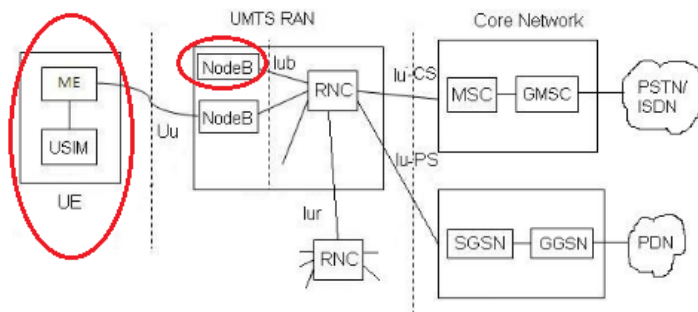 UMTS RAN
Core Network
NodeB
Iub
ME
RNC
Iu-CS
MSC
GMSC
PSTN/
ISDN
NodeB
Uu
USIM
UE
Iu-PS
Iur
RNC
SGSN
GGSN
PDN